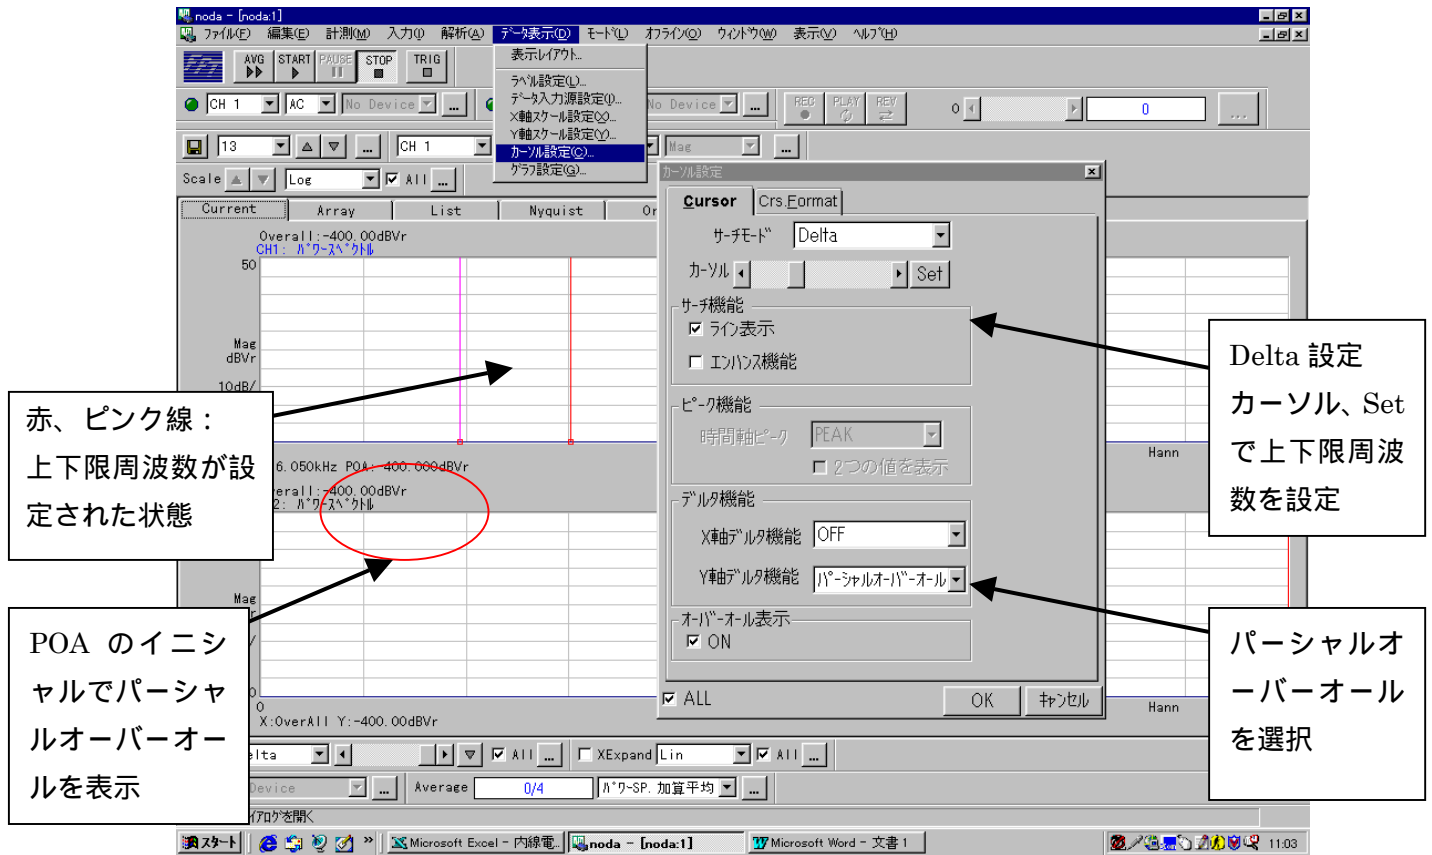 noda - [noda:1]
ファイル(F) 編集(E) 計測(M) 入力(I) 解析(A) データ表示(D) モード(L) オフライン(O) ウィンドウ(W) 表示(V) ヘルプ(H)
AVG START PAUSE STOP TRIG
表示レイアウト...
ラベル設定(L)...
データ入力源設定(I)...
X軸スケール設定(X)...
Y軸スケール設定(Y)...
カーソル設定(C)...
グラフ設定(G)...
CH 1 AC No Device ... No Device ... REC PLAY REV 0 0 ...
13 ... CH 1 Mag ...
Scale Log All ...
Current Array List Nyquist Or
Overall:-400.00dBVr
CH1: パワースペクトル
50
Mag
dBVr
10dB/
6.050kHz POA:-400.000dBVr
Hann
erall:-400.00dBVr
2: パワースペクトル
Mag
r
/
0
0
X:OverAll Y:-400.00dBVr
Hann
カーソル設定
Cursor Crs.Format
サーチモード Delta
カーソル Set
サーチ機能
ライン表示
エンハンス機能
ピーク機能
時間軸ピーク PEAK
2つの値を表示
デルタ機能
X軸デルタ機能 OFF
Y軸デルタ機能 パーシャルオーバーオール
オーバーオール表示
ON
ALL OK キャンセル
赤、ピンク線：
上下限周波数が設
定された状態
POA のイニシ
ャルでパーシャ
ルオーバーオー
ルを表示
Delta 設定
カーソル、Set
で上下限周波
数を設定
パーシャルオ
ーバーオール
を選択
elta All ... XExpand Lin All ...
Device ... Average 0/4 パワーSP. 加算平均 ...
イアログを開く
スタート Microsoft Excel - 内線電... noda - [noda:1] Microsoft Word - 文書 1 11:03